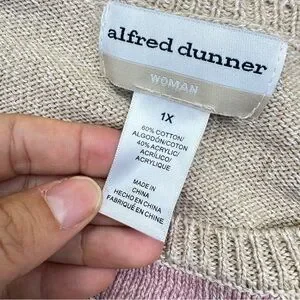 alfred dunner
WOMAN
1X
60% COTTON/
ALGODÓN/COTON
40% ACRYLIC/
ACRÍLICO/
ACRYLIQUE
MADE IN
CHINA
HECHO EN CHINA
FABRIQUÉ EN CHINE